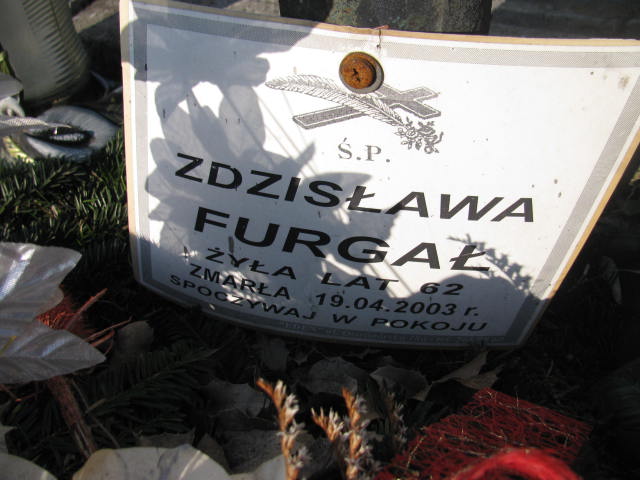 Ś.P.
ZDZISŁAWA
FURGAŁ
ŻYŁA LAT 62
ZMARŁA 19.04.2003 r.
SPOCZYWAJ W POKOJU